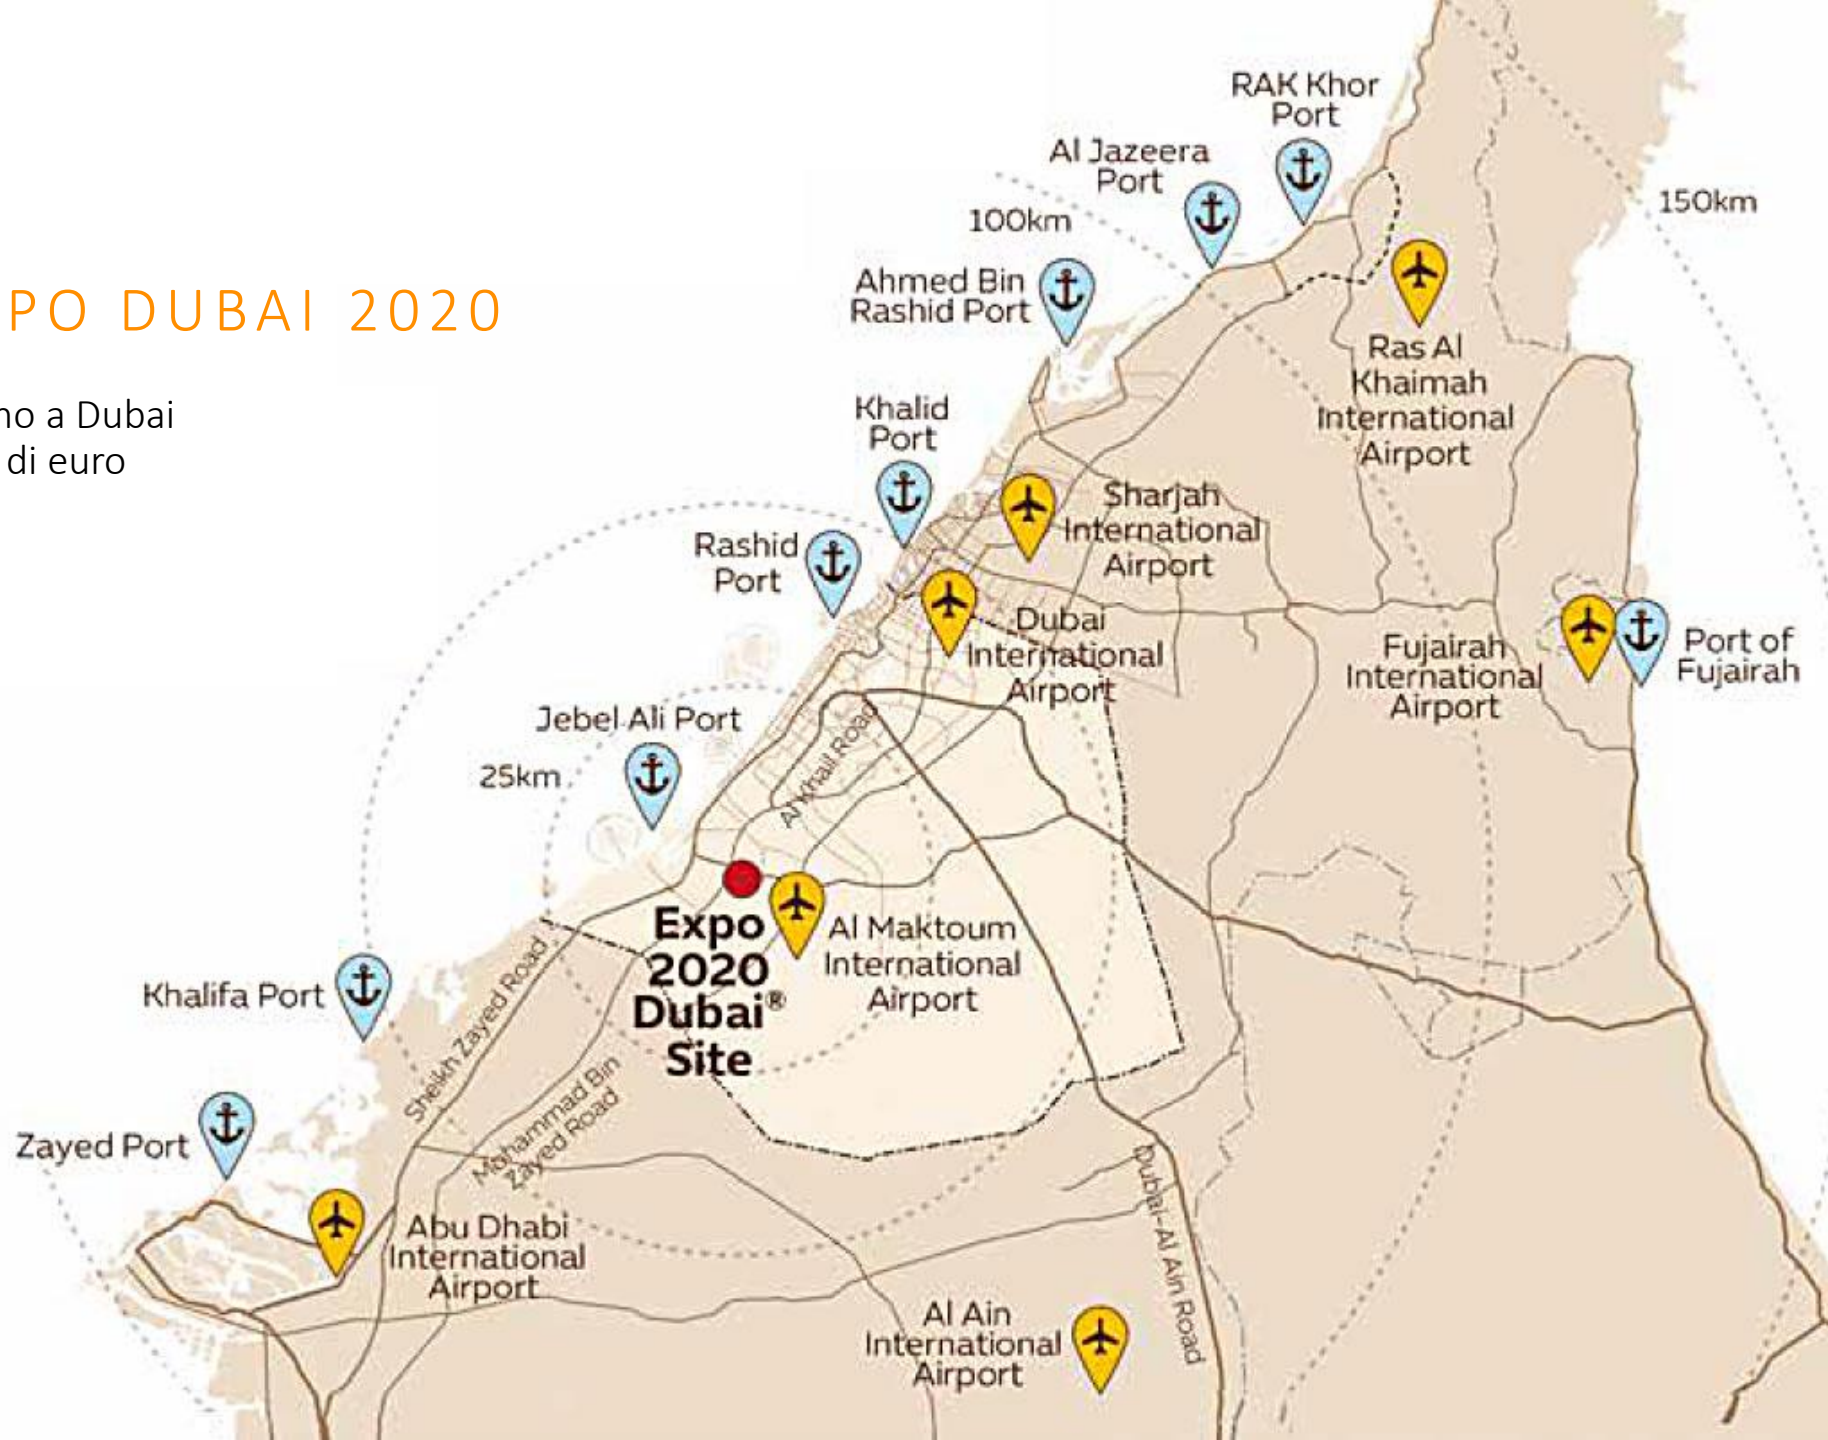 RAK Khor
Port
Al Jazeera
Port
150km
100km
Ahmed Bin
Rashid Port
PO DUBAI 2020
Ras Al
Khaimah
International
Airport
no a Dubai
di euro
Khalid
Port
Sharjah
International
Airport
Rashid
Port
Dubai
International
Airport
Fujairah
International
Airport
Port of
Fujairah
Jebel Ali Port
25km
Al Khail Road
Expo
2020
Dubai®
Site
Al Maktoum
International
Airport
Khalifa Port
Sheikh Zayed Road
Mohammad Bin
Zayed Road
Zayed Port
Abu Dhabi
International
Airport
Dubai-Al Ain Road
Al Ain
International
Airport